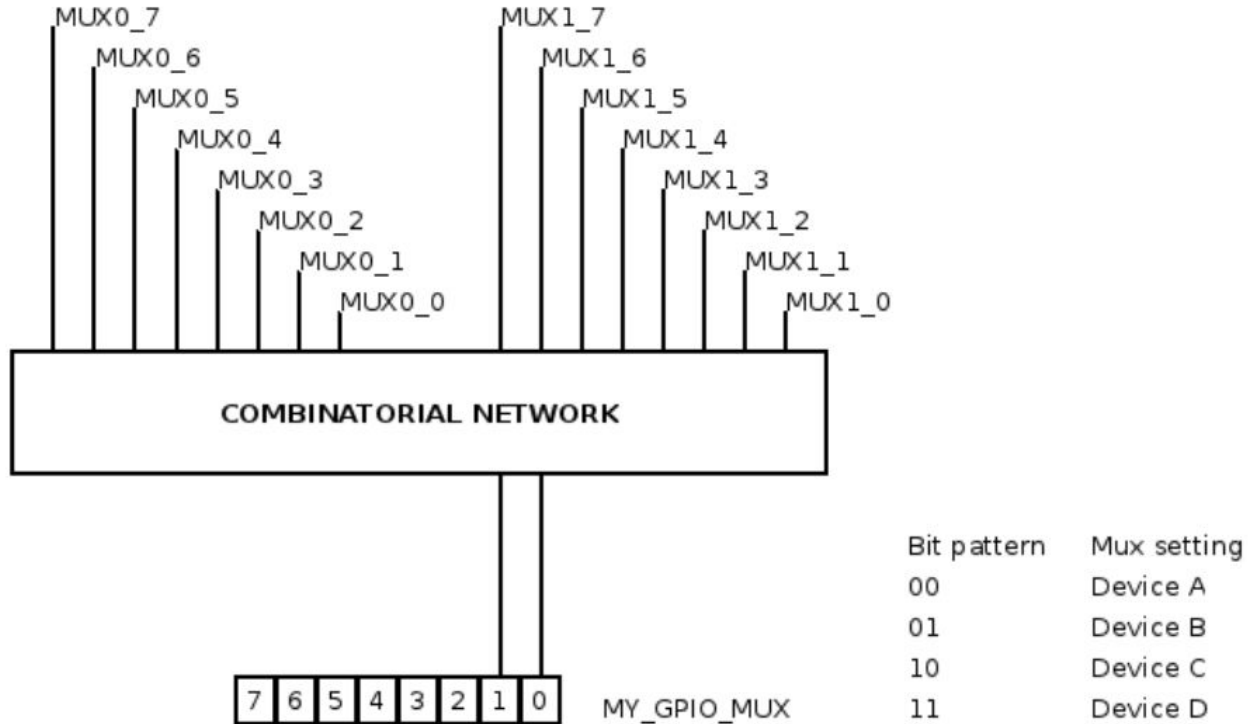 MUX0_7 MUX1_7
MUX0_6 MUX1_6
MUX0_5 MUX1_5
MUX0_4 MUX1_4
MUX0_3 MUX1_3
MUX0_2 MUX1_2
MUX0_1 MUX1_1
MUX0_0 MUX1_0
COMBINATORIAL NETWORK
Bit pattern Mux setting
00 Device A
01 Device B
10 Device C
7 6 5 4 3 2 1 0 MY_GPIO_MUX 11 Device D